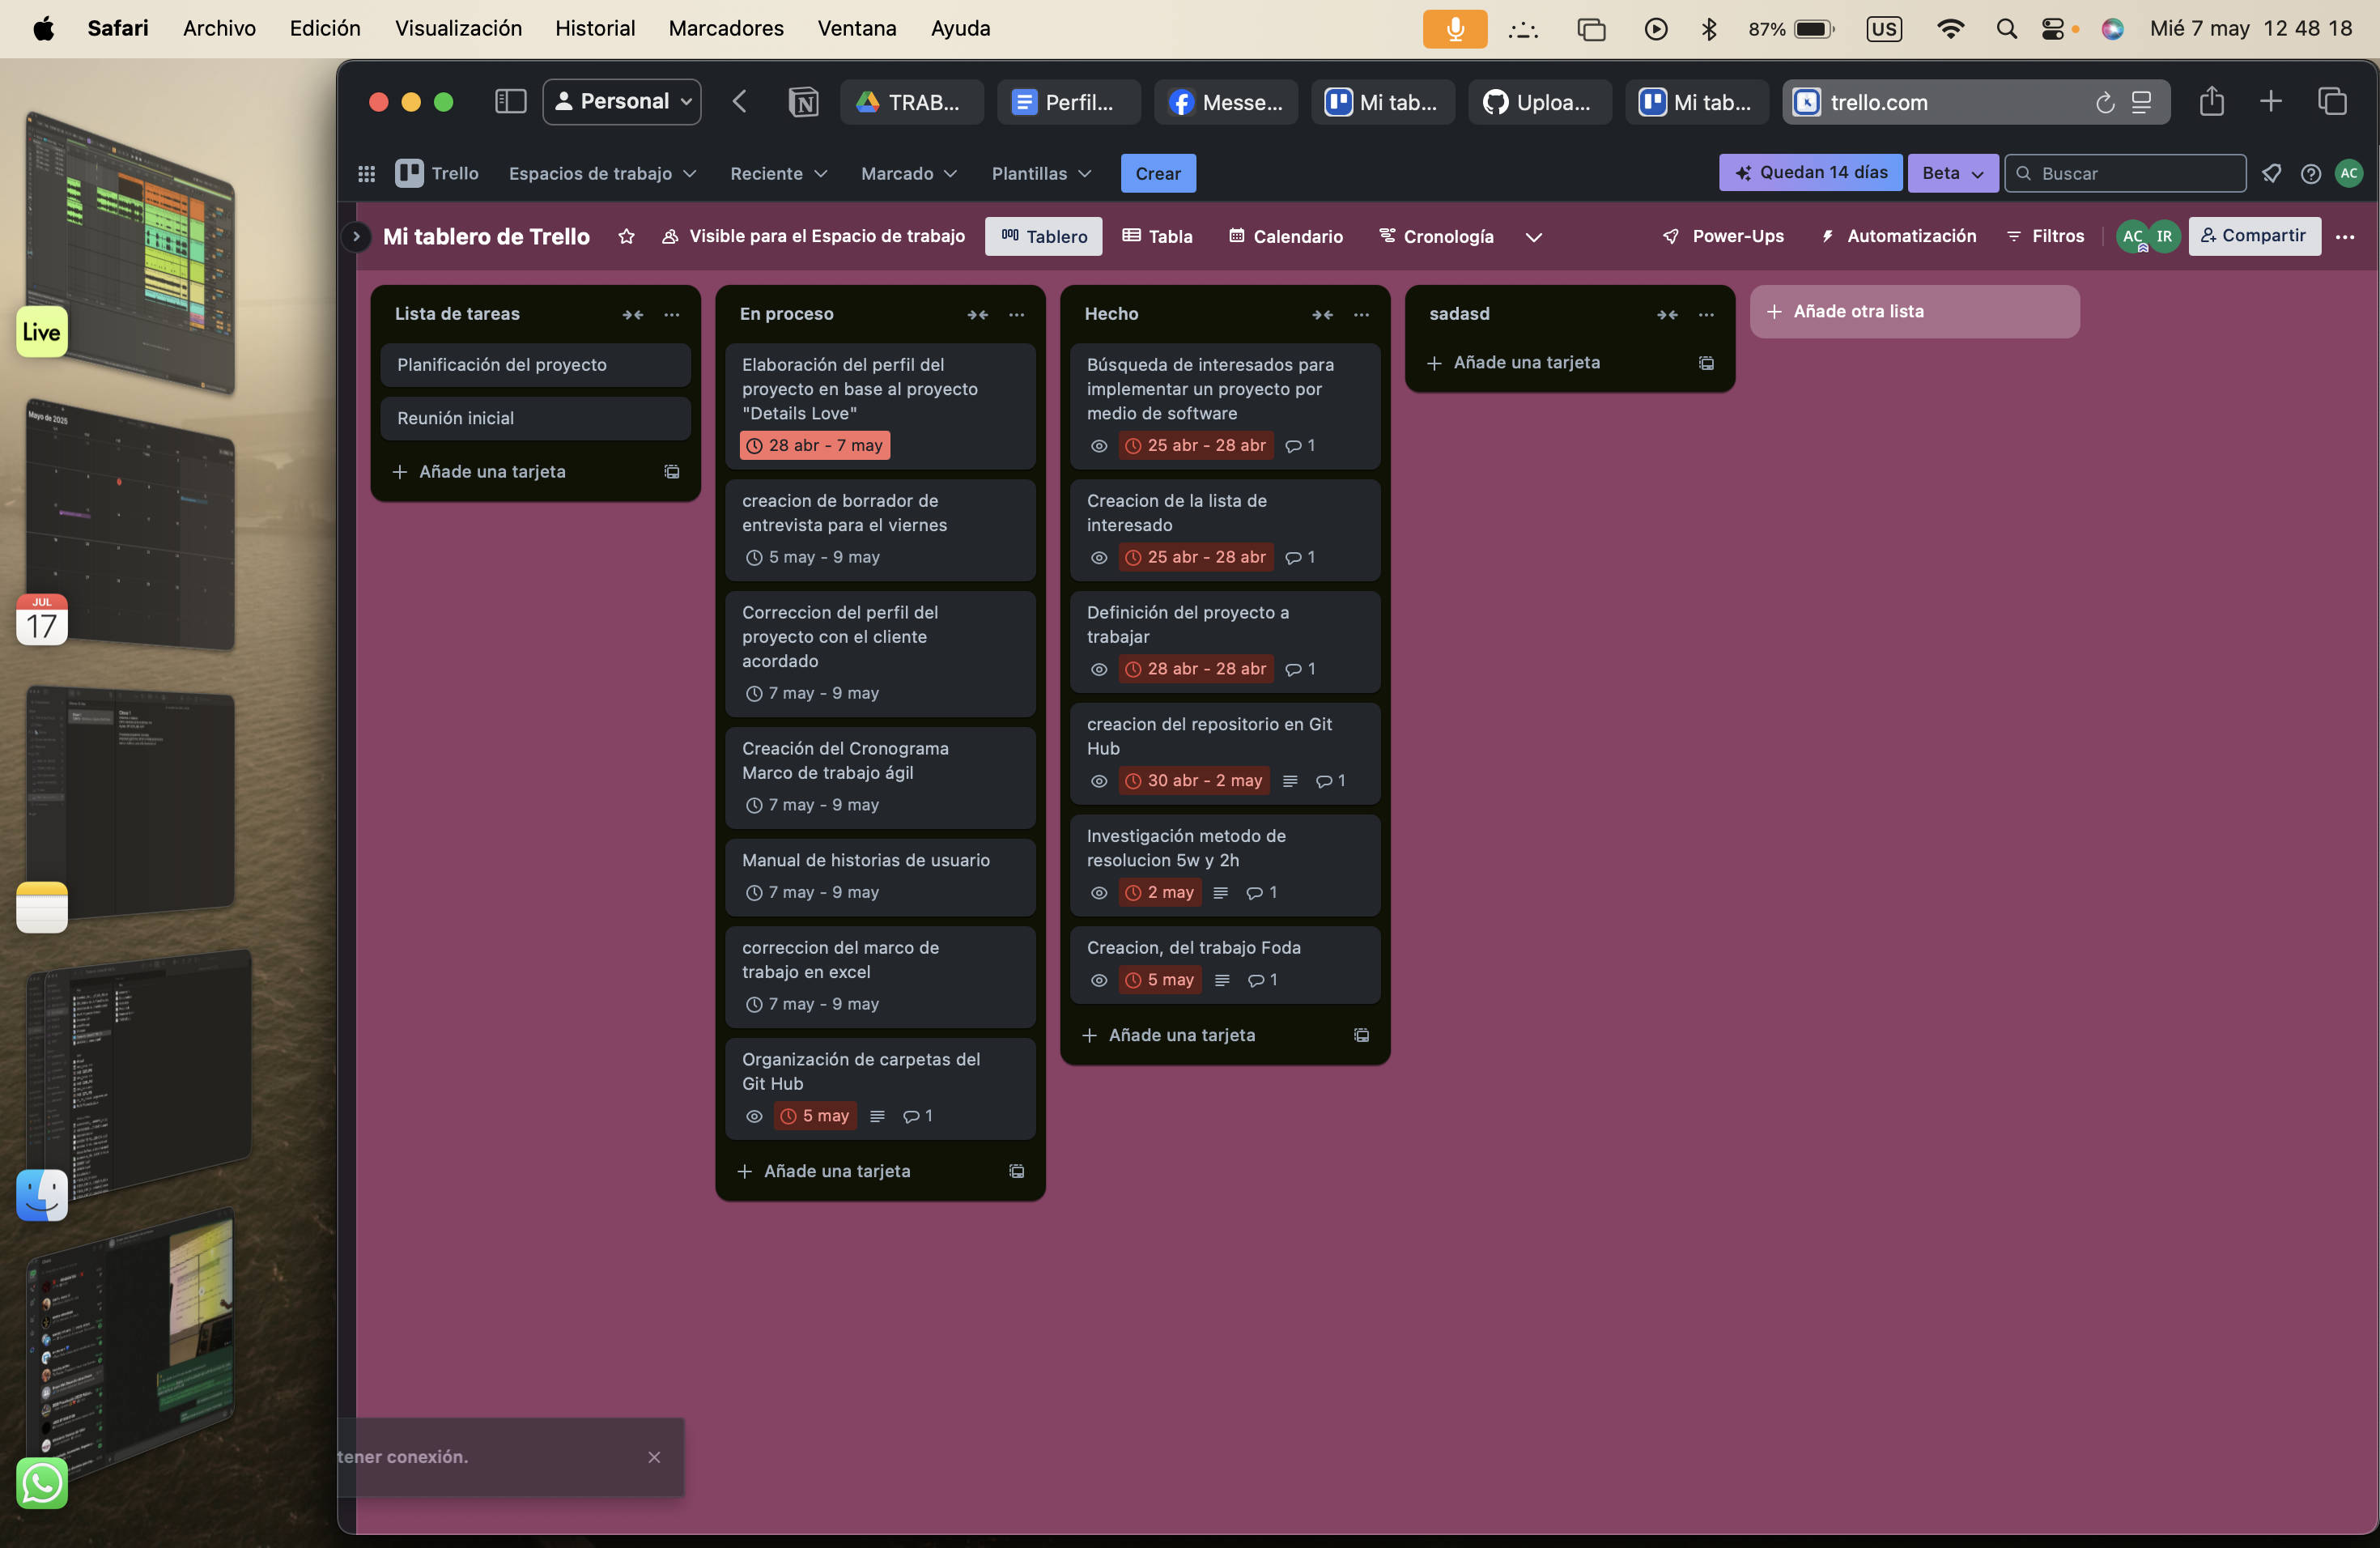 Safari Archivo Edición Visualización Historial Marcadores Ventana Ayuda 87% US Mié 7 may 12 48 18
Personal TRAB... Perfil... Messe... Mi tab... Uploa... Mi tab... trello.com
Trello Espacios de trabajo Reciente Marcado Plantillas Crear Quedan 14 días Beta Buscar AC
Mi tablero de Trello Visible para el Espacio de trabajo Tablero Tabla Calendario Cronología Power-Ups Automatización Filtros AC IR Compartir
Lista de tareas
Planificación del proyecto
Reunión inicial
Añade una tarjeta
En proceso
Elaboración del perfil del
proyecto en base al proyecto
"Details Love"
28 abr - 7 may
creacion de borrador de
entrevista para el viernes
5 may - 9 may
Correccion del perfil del
proyecto con el cliente
acordado
7 may - 9 may
Creación del Cronograma
Marco de trabajo ágil
7 may - 9 may
Manual de historias de usuario
7 may - 9 may
correccion del marco de
trabajo en excel
7 may - 9 may
Organización de carpetas del
Git Hub
5 may 1
Añade una tarjeta
Hecho
Búsqueda de interesados para
implementar un proyecto por
medio de software
25 abr - 28 abr 1
Creacion de la lista de
interesado
25 abr - 28 abr 1
Definición del proyecto a
trabajar
28 abr - 28 abr 1
creacion del repositorio en Git
Hub
30 abr - 2 may 1
Investigación metodo de
resolucion 5w y 2h
2 may 1
Creacion, del trabajo Foda
5 may 1
Añade una tarjeta
sadasd
Añade una tarjeta
Añade otra lista
tener conexión.
Live
Mayo de 2025
JUL
17